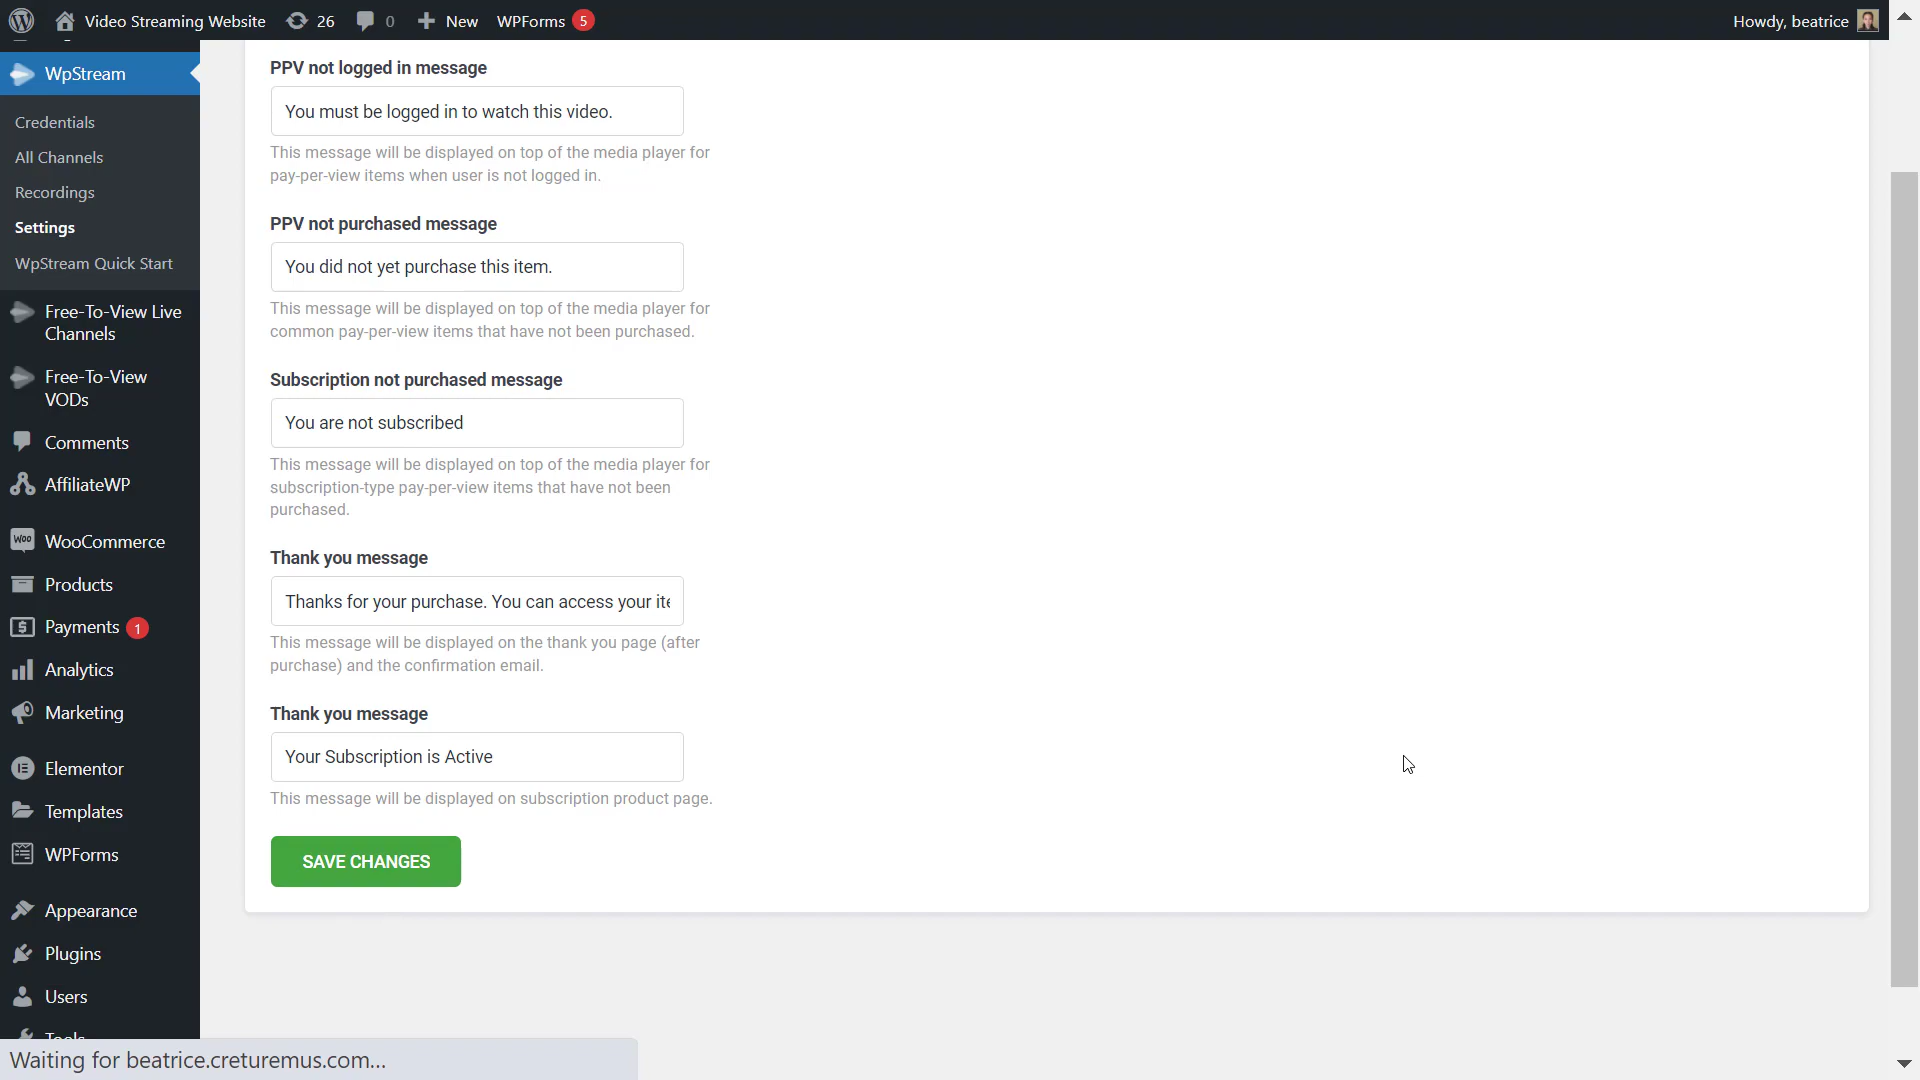 Video Streaming Website 26 0 New WPForms 5 Howdy, beatrice
WpStream
Credentials
All Channels
Recordings
Settings
WpStream Quick Start
Free-To-View Live
Channels
Free-To-View
VODs
Comments
AffiliateWP
WooCommerce
Products
Payments 1
Analytics
Marketing
Elementor
Templates
WPForms
Appearance
Plugins
Users
Tools
PPV not logged in message
You must be logged in to watch this video.
This message will be displayed on top of the media player for
pay-per-view items when user is not logged in.
PPV not purchased message
You did not yet purchase this item.
This message will be displayed on top of the media player for
common pay-per-view items that have not been purchased.
Subscription not purchased message
You are not subscribed
This message will be displayed on top of the media player for
subscription-type pay-per-view items that have not been
purchased.
Thank you message
Thanks for your purchase. You can access your ite
This message will be displayed on the thank you page (after
purchase) and the confirmation email.
Thank you message
Your Subscription is Active
This message will be displayed on subscription product page.
SAVE CHANGES
Waiting for beatrice.creturemus.com...